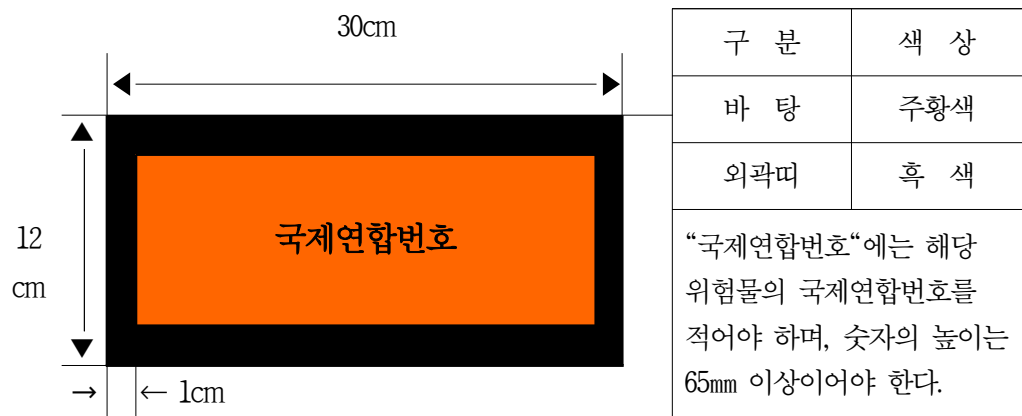 30cm
12
cm
국제연합번호
→ ← 1cm
구 분 색 상
바 탕 주황색
외곽띠 흑 색
“국제연합번호“에는 해당
위험물의 국제연합번호를
적어야 하며, 숫자의 높이는
65mm 이상이어야 한다.